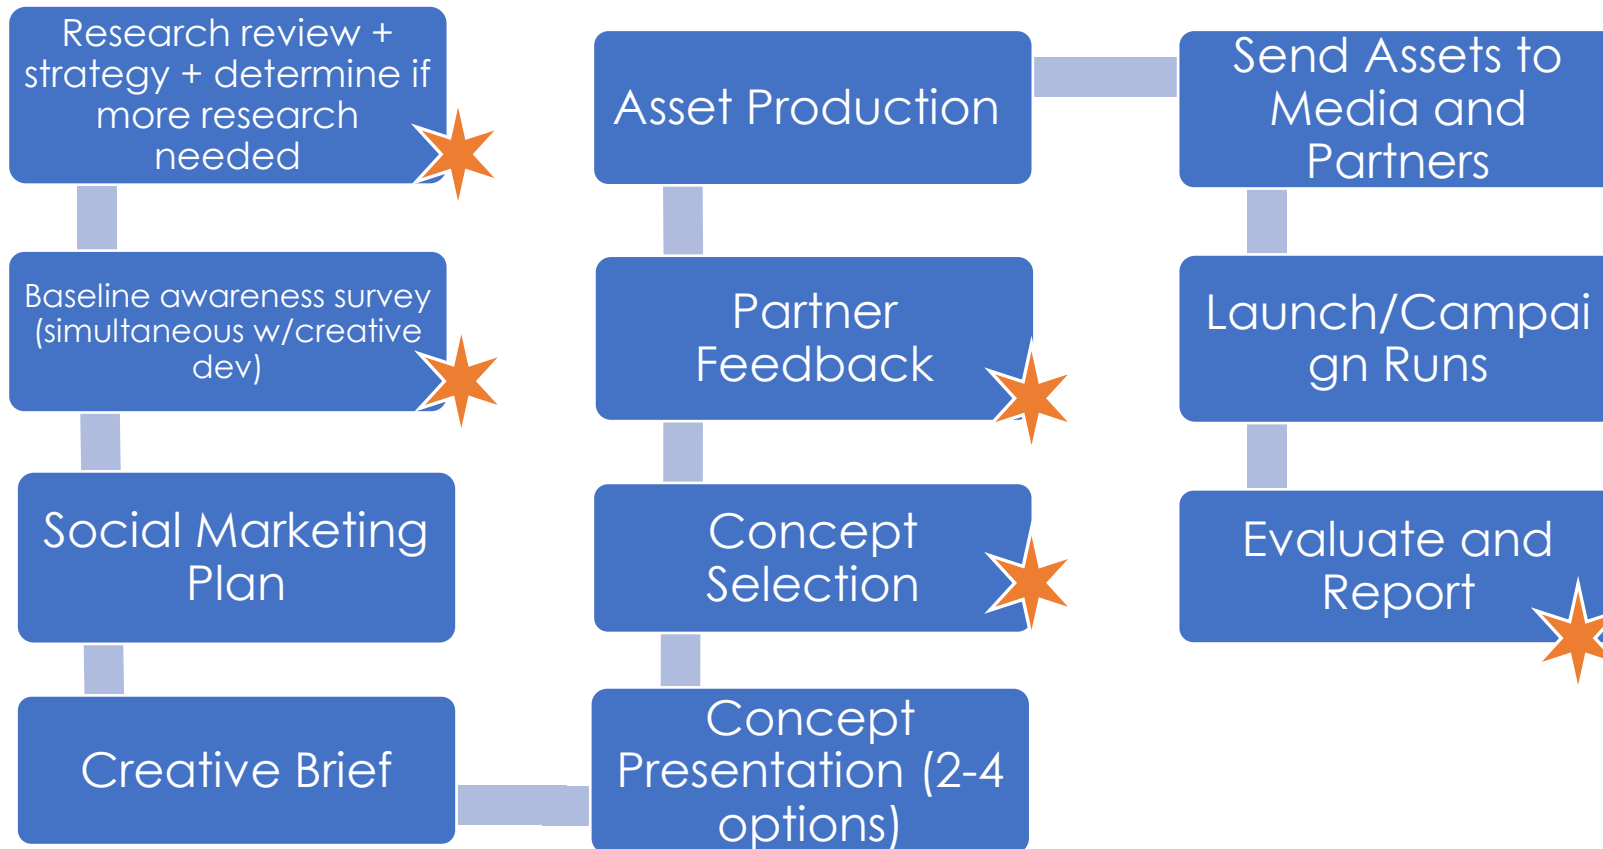 Research review +
strategy + determine if
more research
needed
Baseline awareness survey
(simultaneous w/creative
dev)
Social Marketing
Plan
Creative Brief
Concept
Presentation (2-4
options)
Concept
Selection
Partner
Feedback
Asset Production
Send Assets to
Media and
Partners
Launch/Campai
gn Runs
Evaluate and
Report